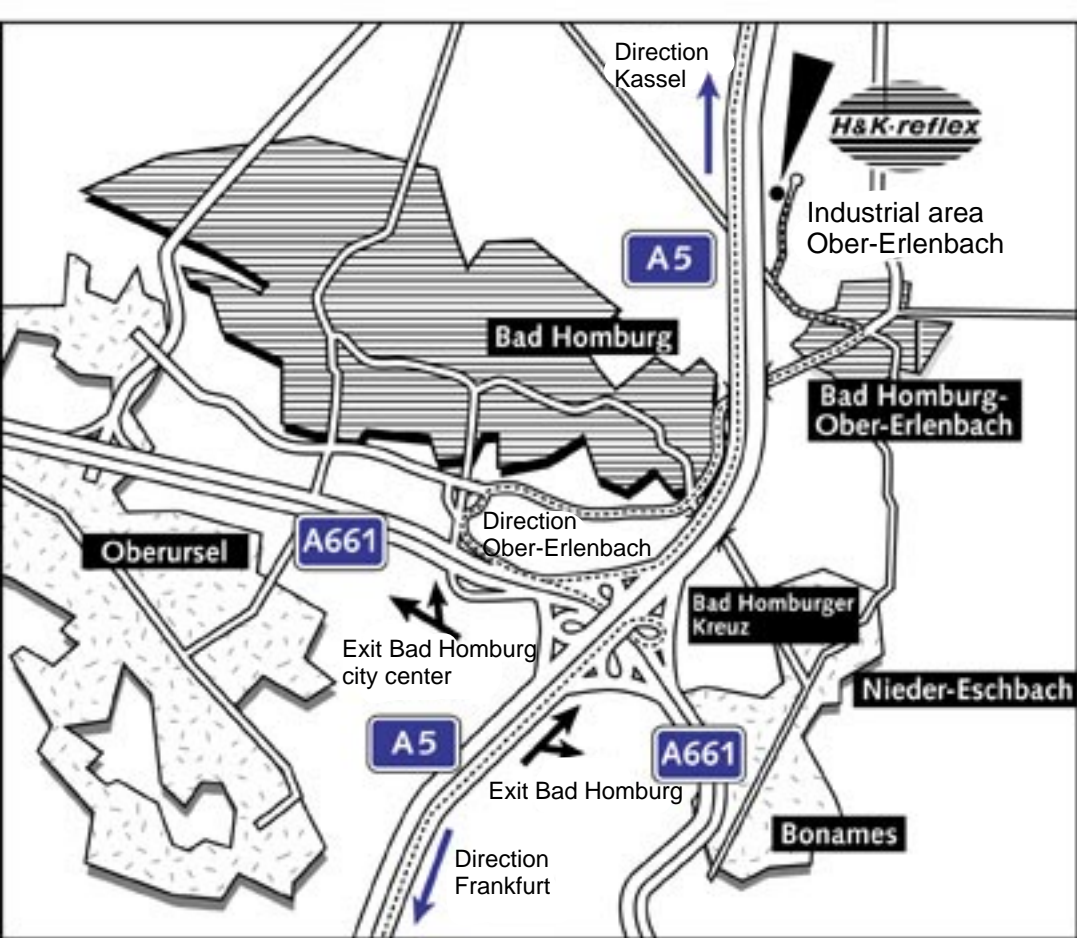 Direction
Kassel
H&K-reflex
Industrial area
Ober-Erlenbach
A5
Bad Homburg
Bad Homburg-
Ober-Erlenbach
Direction
Ober-Erlenbach
A661
Oberursel
Bad Homburger
Kreuz
Exit Bad Homburg
city center
Nieder-Eschbach
A5
A661
Exit Bad Homburg
Bonames
Direction
Frankfurt